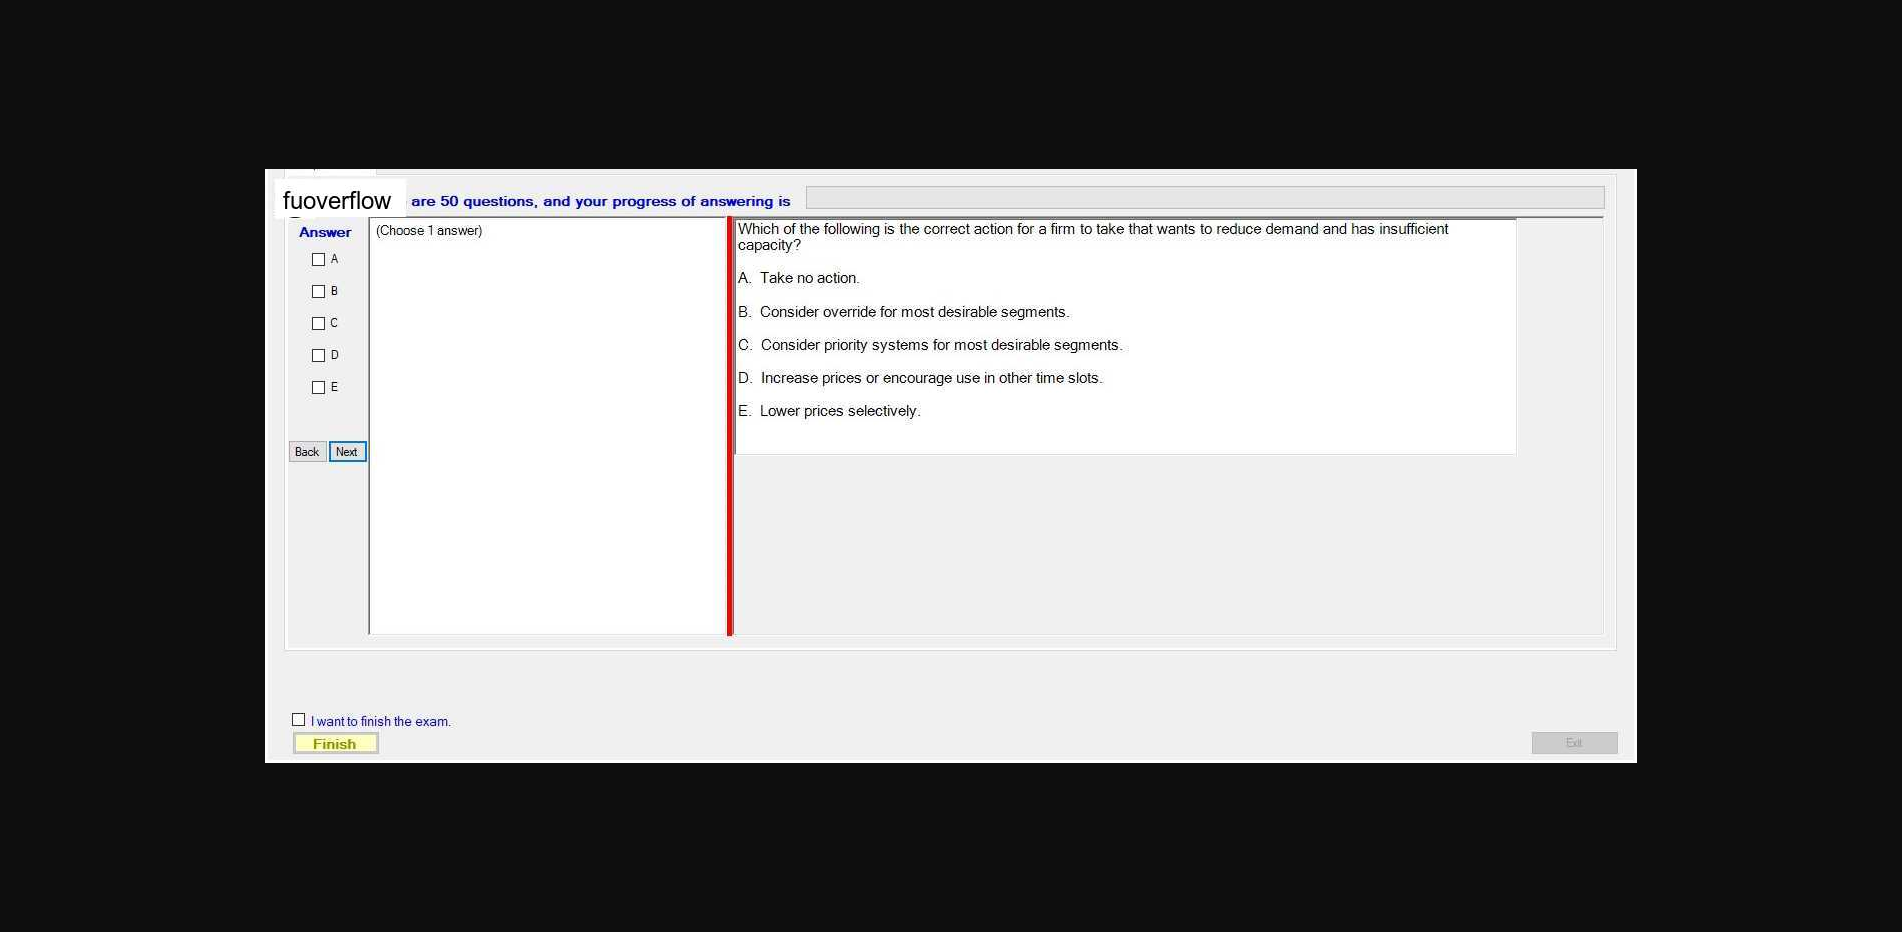 fuoverflow are 50 questions, and your progress of answering is
Answer
(Choose 1 answer)
A
B
C
D
E
Back Next
Which of the following is the correct action for a firm to take that wants to reduce demand and has insufficient
capacity?
A. Take no action.
B. Consider override for most desirable segments.
C. Consider priority systems for most desirable segments.
D. Increase prices or encourage use in other time slots.
E. Lower prices selectively.
I want to finish the exam.
Finish
Exit